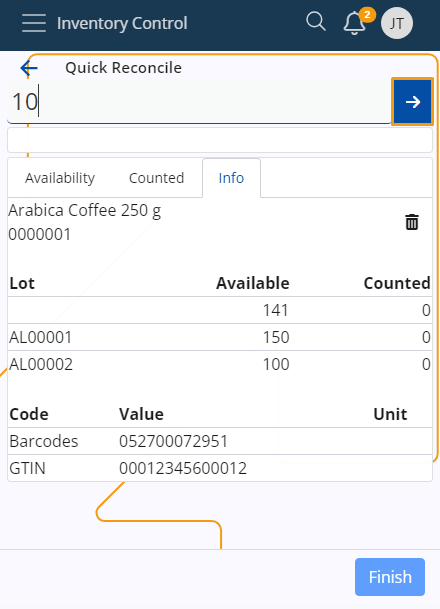 Inventory Control 2 JT
Quick Reconcile
10
Availability Counted Info
Arabica Coffee 250 g
0000001
Lot Available Counted
141 0
AL00001 150 0
AL00002 100 0
Code Value Unit
Barcodes 052700072951
GTIN 00012345600012
Finish